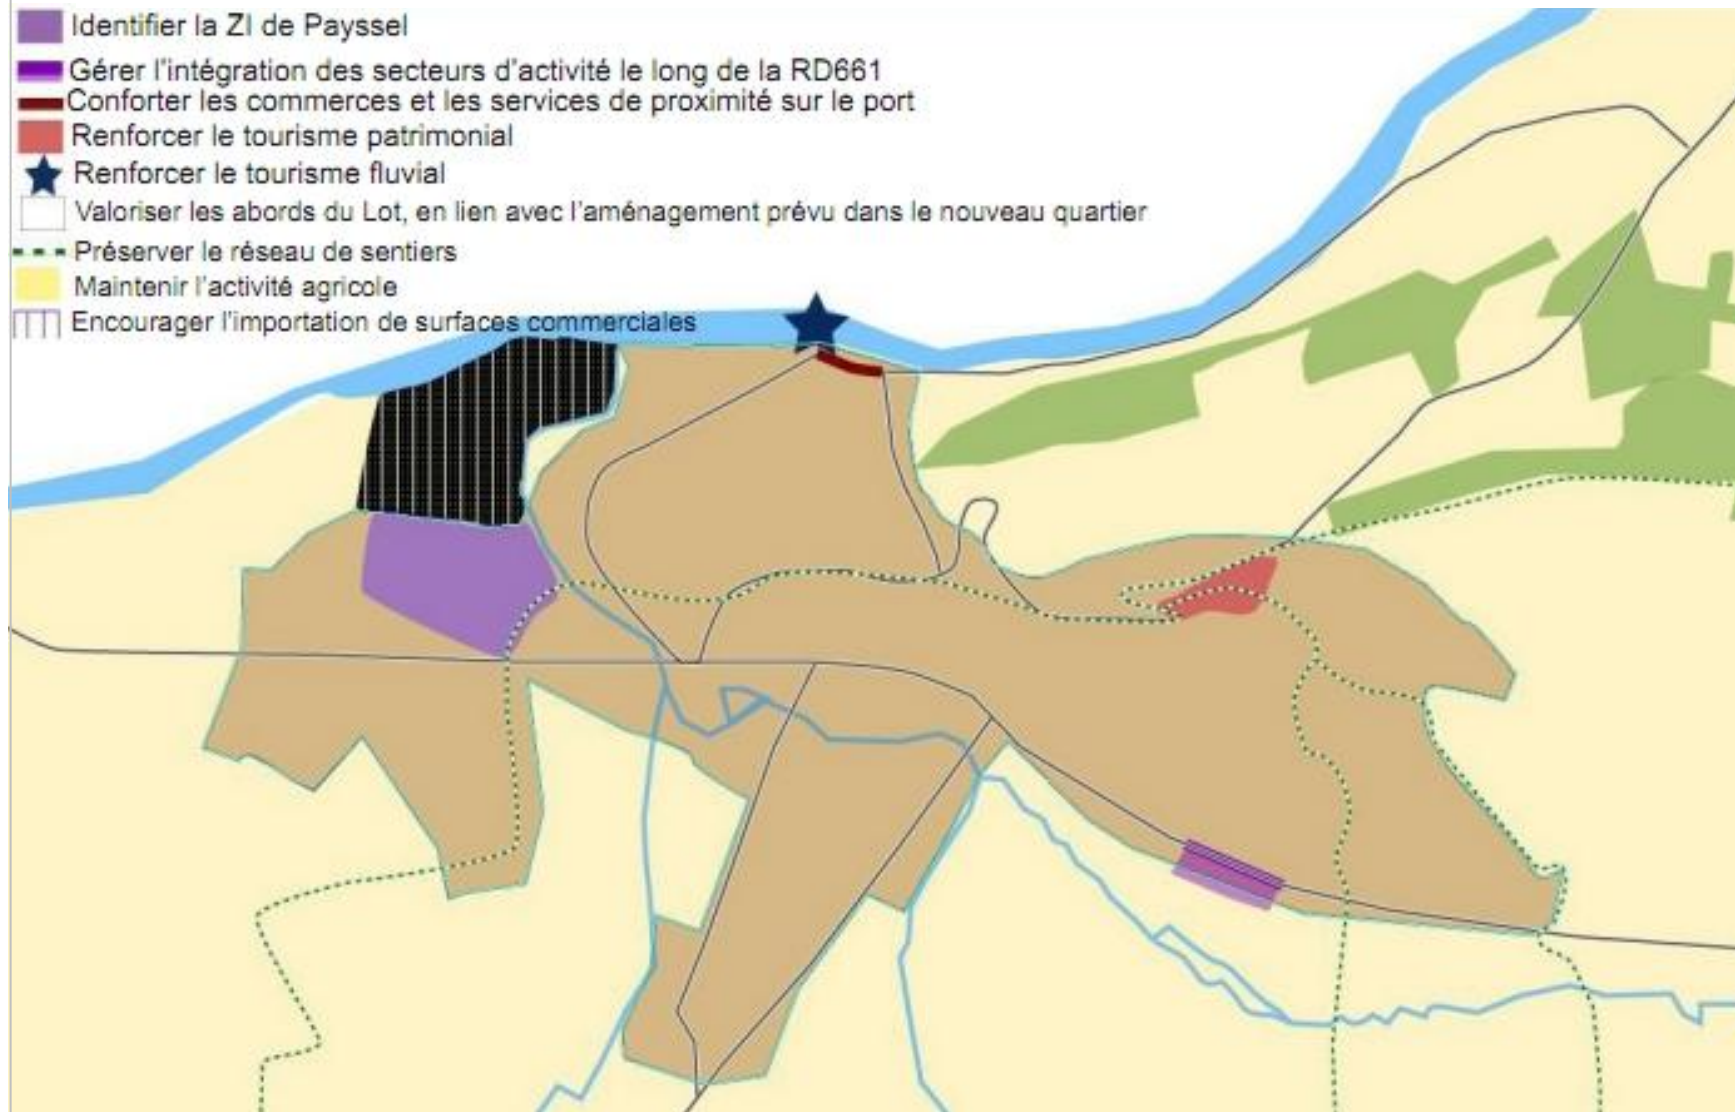 Identifier la ZI de Payssel
Gérer l'intégration des secteurs d'activité le long de la RD661
Conforter les commerces et les services de proximité sur le port
Renforcer le tourisme patrimonial
Renforcer le tourisme fluvial
Valoriser les abords du Lot, en lien avec l'aménagement prévu dans le nouveau quartier
Préserver le réseau de sentiers
Maintenir l'activité agricole
Encourager l'importation de surfaces commerciales